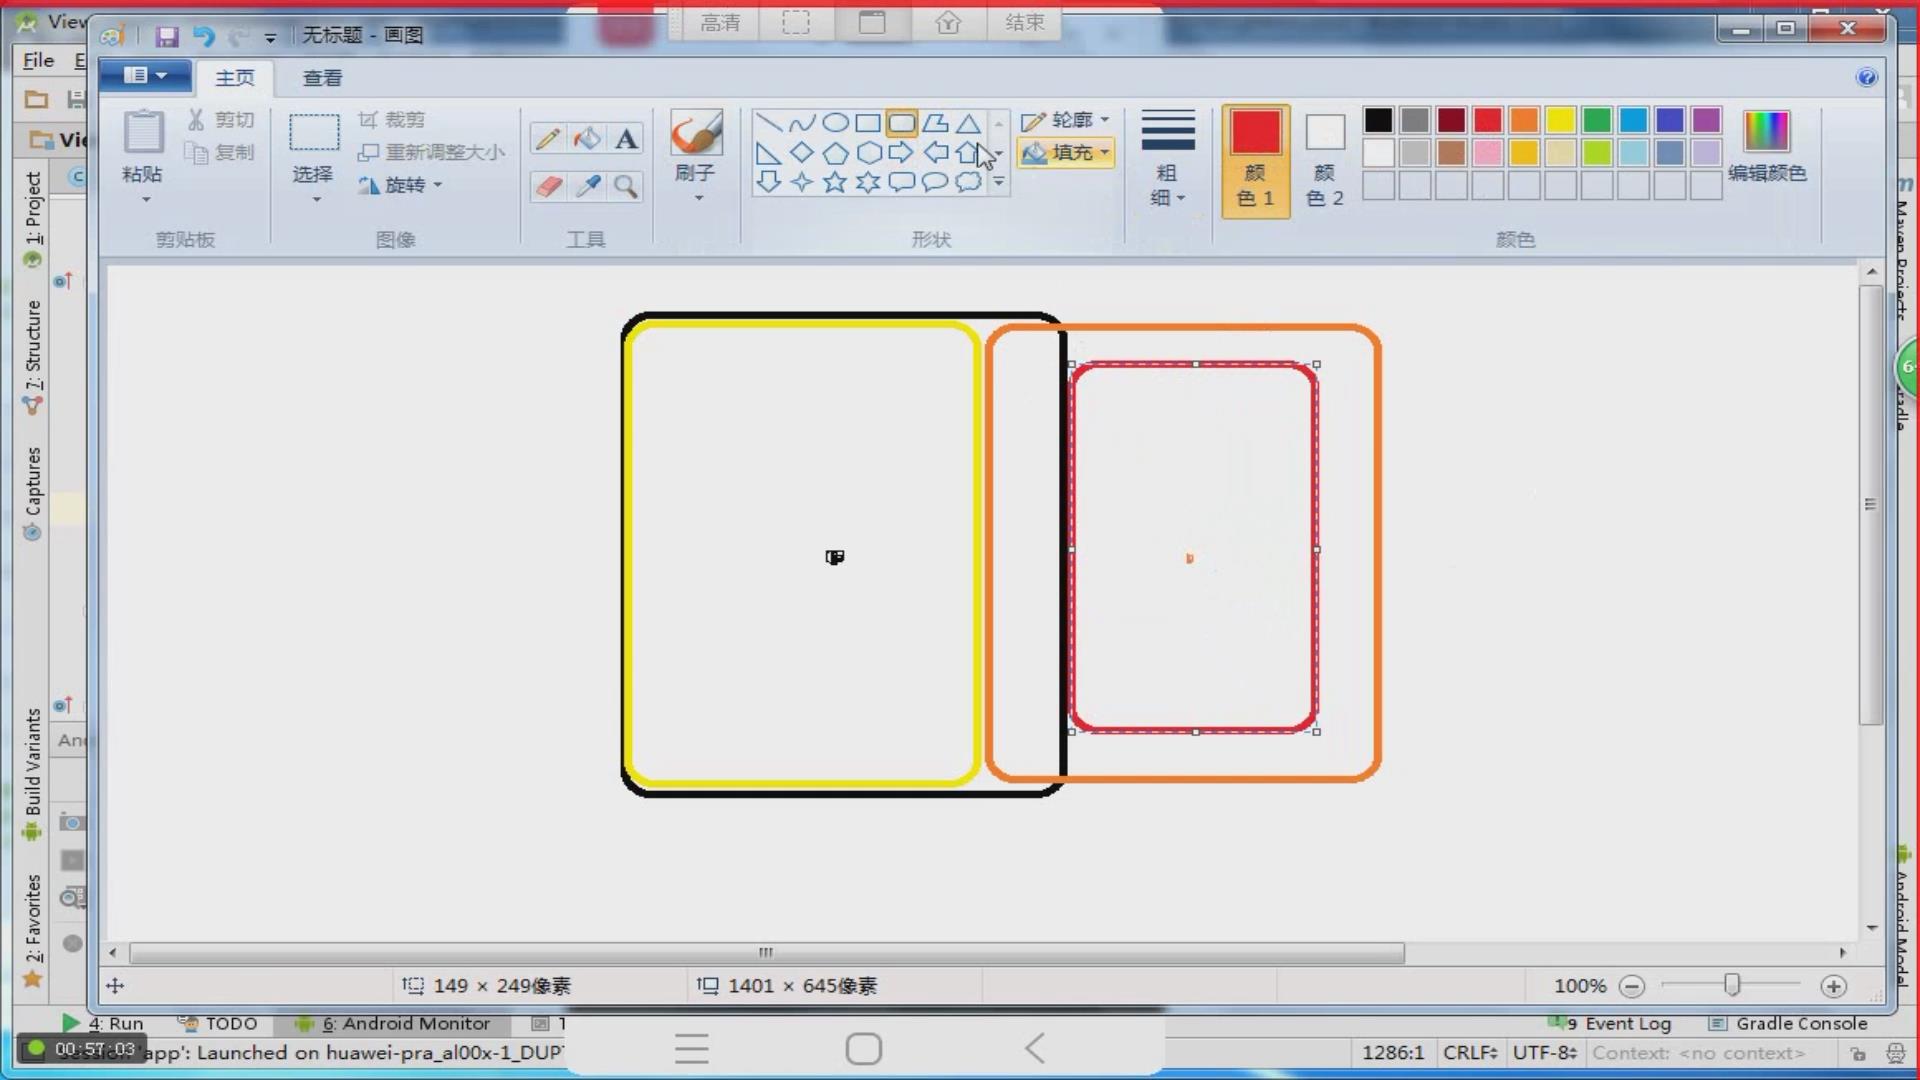 View
无标题 - 画图
高清
结束
File
主页
查看
剪切
复制
粘贴
剪贴板
选择
裁剪
重新调整大小
旋转
图像
A
工具
刷子
轮廓
填充
形状
粗
细
颜
色 1
颜
色 2
编辑颜色
颜色
1: Project
7: Structure
Captures
Build Variants
2: Favorites
149 × 249像素
1401 × 645像素
100%
4: Run
TODO
6: Android Monitor
Event Log
Gradle Console
00:57:03
'app': Launched on huawei-pra_al00x-1_DUP
1286:1
CRLF
UTF-8
Context: <no context>
Maven Projects
Android Model